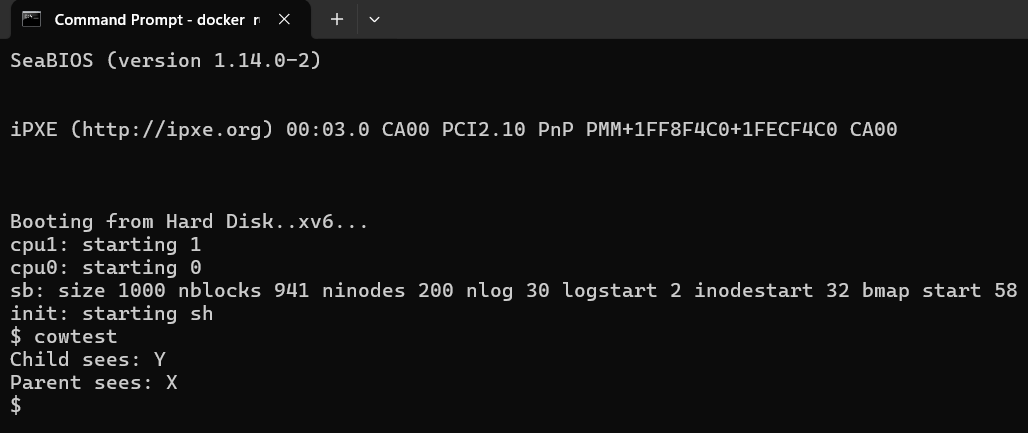 Command Prompt - docker r
SeaBIOS (version 1.14.0-2)
iPXE (http://ipxe.org) 00:03.0 CA00 PCI2.10 PnP PMM+1FF8F4C0+1FECF4C0 CA00
Booting from Hard Disk..xv6...
cpu1: starting 1
cpu0: starting 0
sb: size 1000 nblocks 941 ninodes 200 nlog 30 logstart 2 inodestart 32 bmap start 58
init: starting sh
$ cowtest
Child sees: Y
Parent sees: X
$